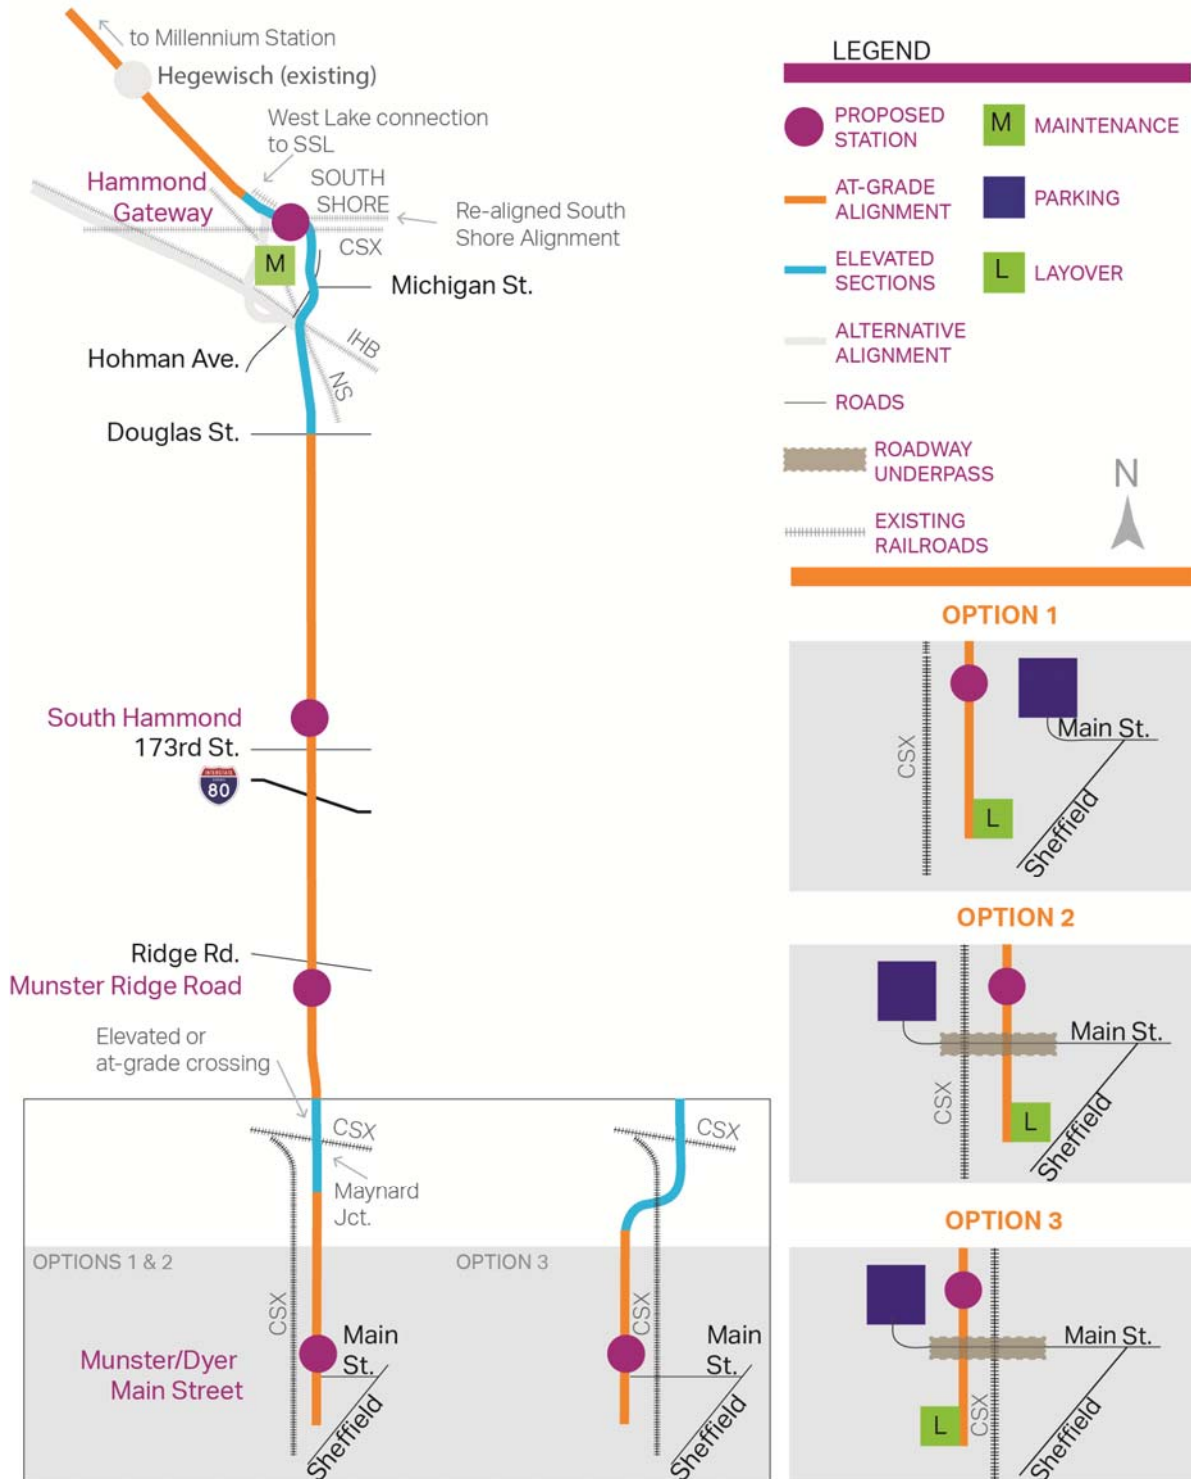 to Millennium Station
Hegewisch (existing)
West Lake connection
to SSL
Hammond
Gateway
SOUTH
SHORE
Re-aligned South
Shore Alignment
CSX
M
Michigan St.
IHB
Hohman Ave.
NS
Douglas St.
South Hammond
173rd St.
INTERSTATE
80
Ridge Rd.
Munster Ridge Road
Elevated or
at-grade crossing
CSX
Maynard
Jct.
OPTIONS 1 & 2
CSX
Main
St.
Munster/Dyer
Main Street
Sheffield
CSX
OPTION 3
CSX
Main
St.
Sheffield
LEGEND
PROPOSED
STATION
M
MAINTENANCE
AT-GRADE
ALIGNMENT
PARKING
ELEVATED
SECTIONS
L
LAYOVER
ALTERNATIVE
ALIGNMENT
ROADS
ROADWAY
UNDERPASS
N
EXISTING
RAILROADS
OPTION 1
CSX
Main St.
L
Sheffield
OPTION 2
Main St.
CSX
L
Sheffield
OPTION 3
Main St.
L
CSX
Sheffield